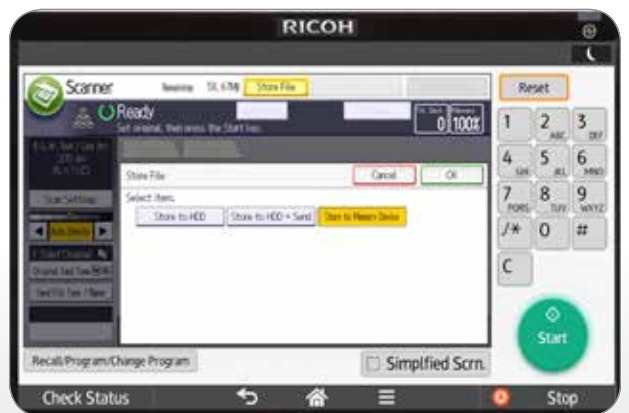 RICOH
Scanner
Remaining
Store File
Reset
Ready
Set original, then press the Start key.
0 100%
1 2 ABC 3 DEF
4 GHI 5 JKL 6 MNO
7 PQRS 8 TUV 9 WXYZ
./* 0 #
C
Store File
Cancel
OK
Select item.
Store to HDD
Store to HDD + Send
Store to Memory Device
Scan Settings
Start
Recall/Program/Change Program
Simplfied Scrn.
Check Status
Stop